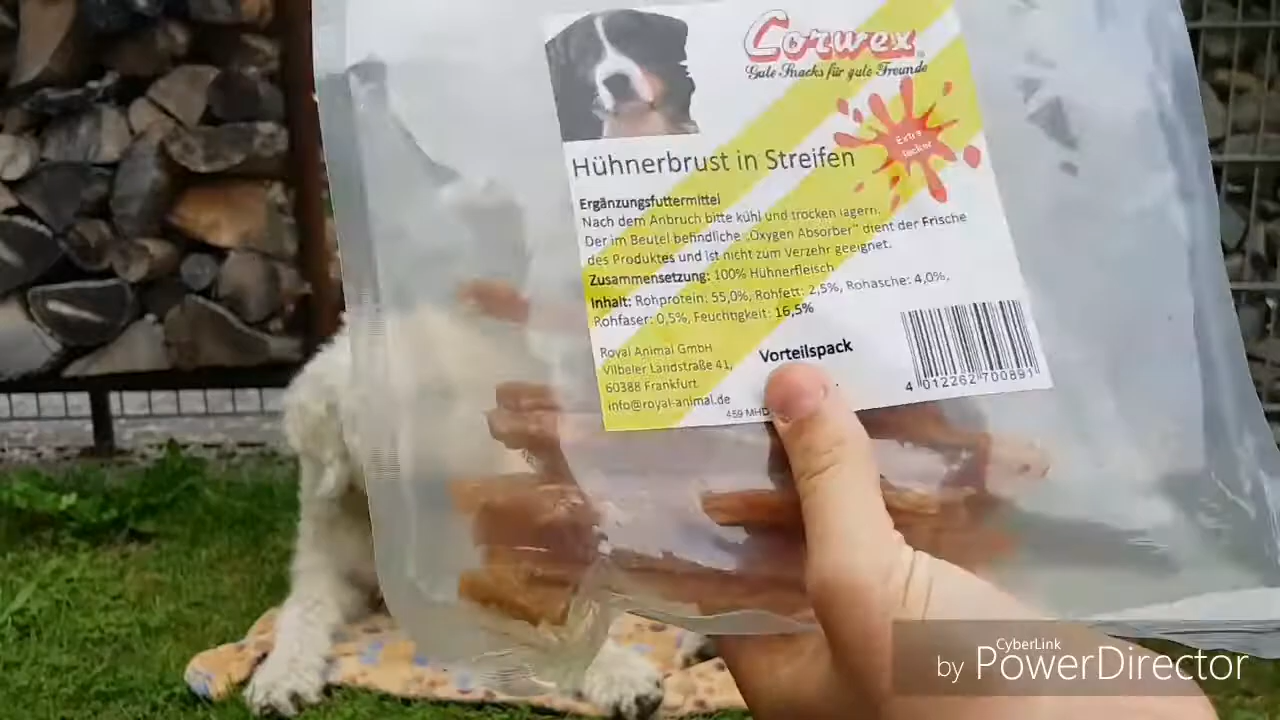 Corwex
Gute Snacks für gute Freunde
Extra
lecker
Hühnerbrust in Streifen
Ergänzungsfuttermittel
Nach dem Anbruch bitte kühl und trocken lagern.
Der im Beutel befindliche „Oxygen Absorber" dient der Frische
des Produktes und ist nicht zum Verzehr geeignet.
Zusammensetzung: 100% Hühnerfleisch
Inhalt: Rohprotein: 55,0%, Rohfett: 2,5%, Rohasche: 4,0%,
Rohfaser: 0,5%, Feuchtigkeit: 16,5%
Royal Animal GmbH
Vilbeler Landstraße 41,
60388 Frankfurt
info@royal-animal.de
Vorteilspack
459 MHD
4 012262 700891
CyberLink
by PowerDirector